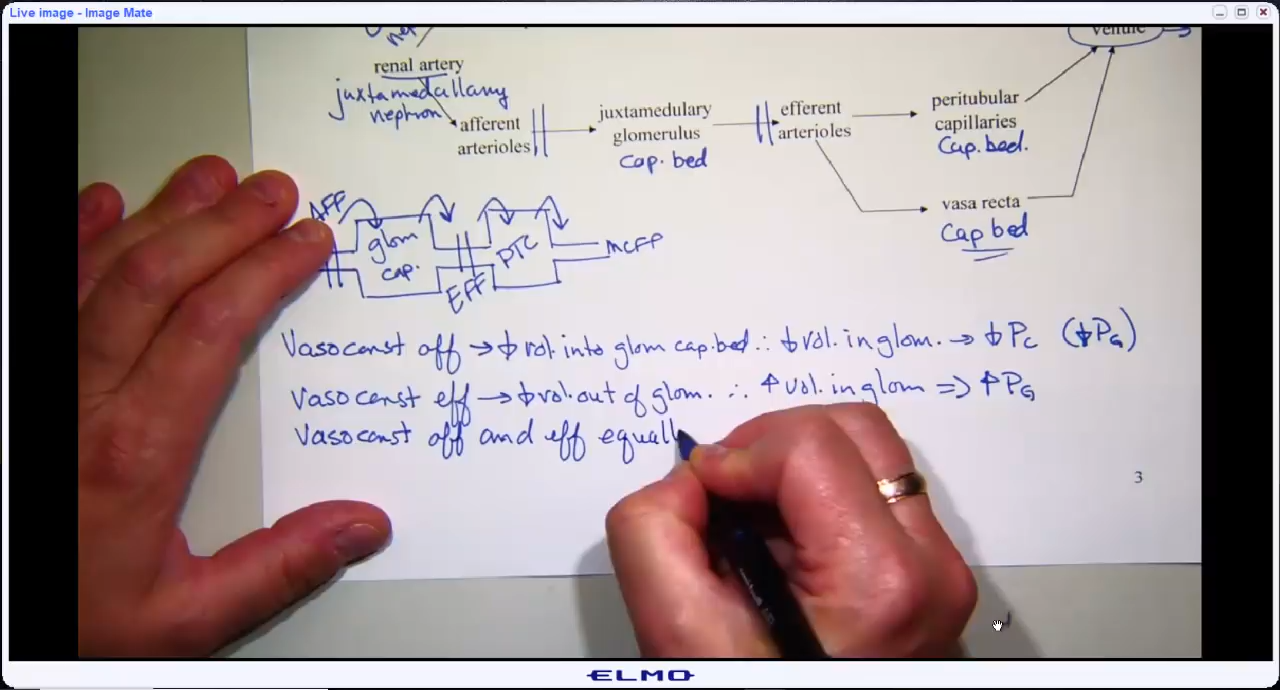 Live image - Image Mate
venule
renal artery
juxtamedullary
nephron
afferent
arterioles
juxtamedulary
glomerulus
cap. bed
efferent
arterioles
peritubular
capillaries
Cap. bed.
vasa recta
Cap bed
AFF
glom
cap.
EFF
PTC
MCFP
Vasoconst aff → ↓ vol. into glom cap. bed ∴ ↓ vol. in glom. → ↓ Pc (↓ PG)
Vasoconst eff → ↓ vol. out of glom. ∴ ↑ vol. in glom ⇒ ↑ PG
Vasoconst aff and eff equall
3
ELMO